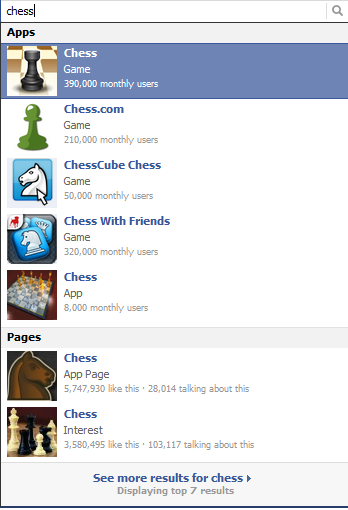 chess
Apps
Chess
Game
390,000 monthly users
Chess.com
Game
210,000 monthly users
ChessCube Chess
Game
50,000 monthly users
Chess With Friends
Game
320,000 monthly users
Chess
App
8,000 monthly users
Pages
Chess
App Page
5,747,930 like this · 28,014 talking about this
Chess
Interest
3,580,495 like this · 103,117 talking about this
See more results for chess
Displaying top 7 results